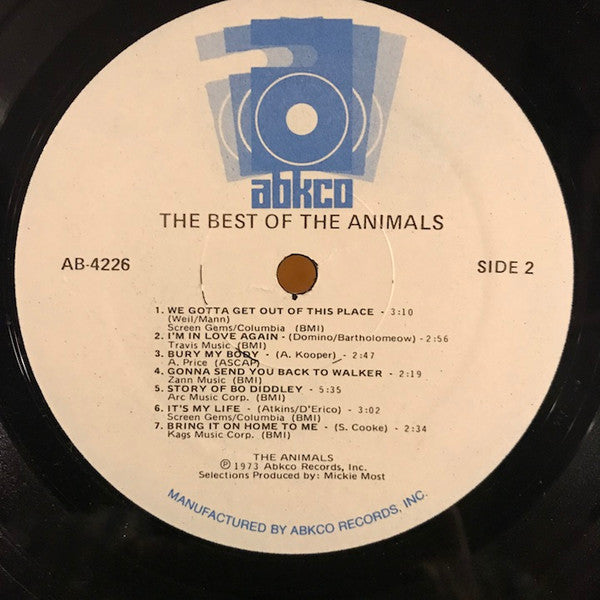 abkco
THE BEST OF THE ANIMALS
AB-4226
SIDE 2
1. WE GOTTA GET OUT OF THIS PLACE - 3:10
(Weil/Mann)
Screen Gems/Columbia (BMI)
2. I'M IN LOVE AGAIN - (Domino/Bartholomeow) - 2:56
Travis Music (BMI)
3. BURY MY BODY - (A. Kooper) - 2:47
A. Price (ASCAP)
4. GONNA SEND YOU BACK TO WALKER - 2:19
Zann Music (BMI)
5. STORY OF BO DIDDLEY - 5:35
Arc Music Corp. (BMI)
6. IT'S MY LIFE - (Atkins/D'Erico) - 3:02
Screen Gems/Columbia (BMI)
7. BRING IT ON HOME TO ME - (S. Cooke) - 2:34
Kags Music Corp. (BMI)
THE ANIMALS
℗ 1973 Abkco Records, Inc.
Selections Produced by: Mickie Most
MANUFACTURED BY ABKCO RECORDS, INC.